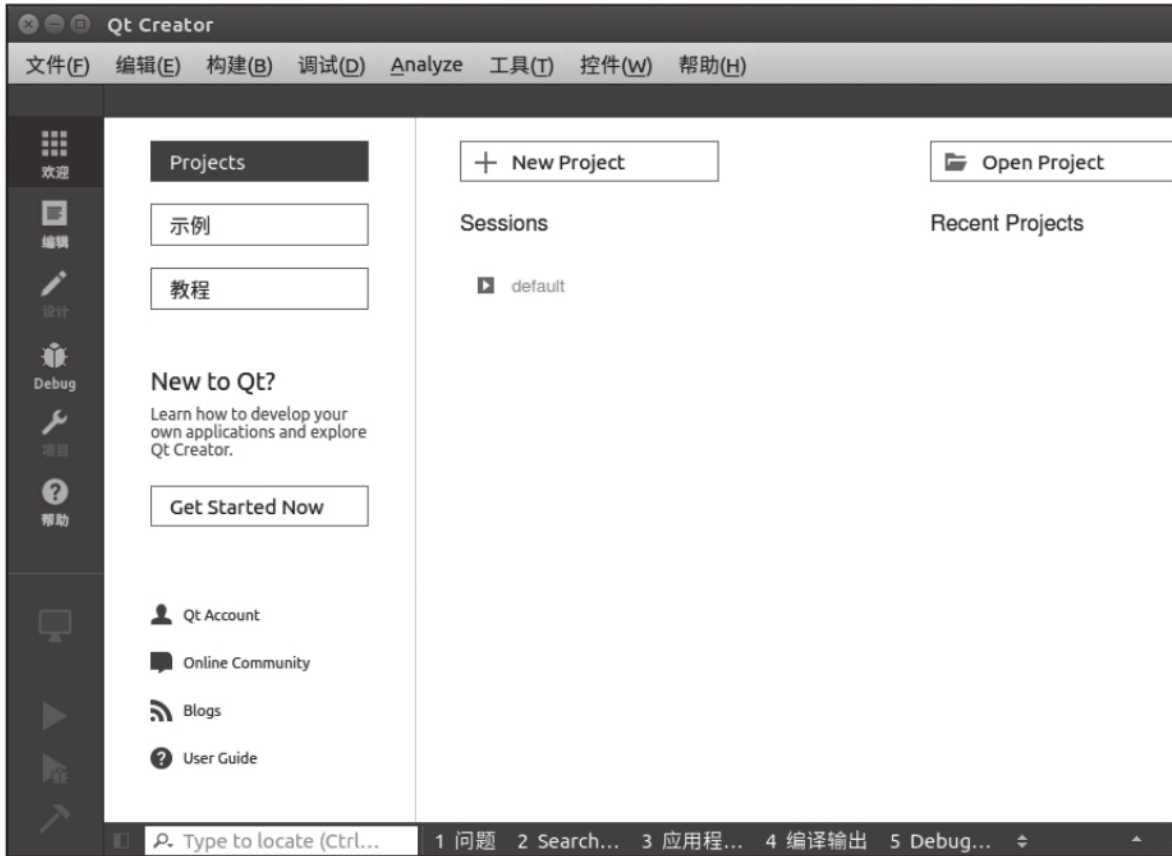 Qt Creator
文件(F) 编辑(E) 构建(B) 调试(D) Analyze 工具(T) 控件(W) 帮助(H)
欢迎
编辑
设计
Debug
项目
帮助
Projects
示例
教程
New to Qt?
Learn how to develop your
own applications and explore
Qt Creator.
Get Started Now
Qt Account
Online Community
Blogs
User Guide
New Project
Sessions
default
Open Project
Recent Projects
Type to locate (Ctrl...
1 问题 2 Search... 3 应用程... 4 编译输出 5 Debug...